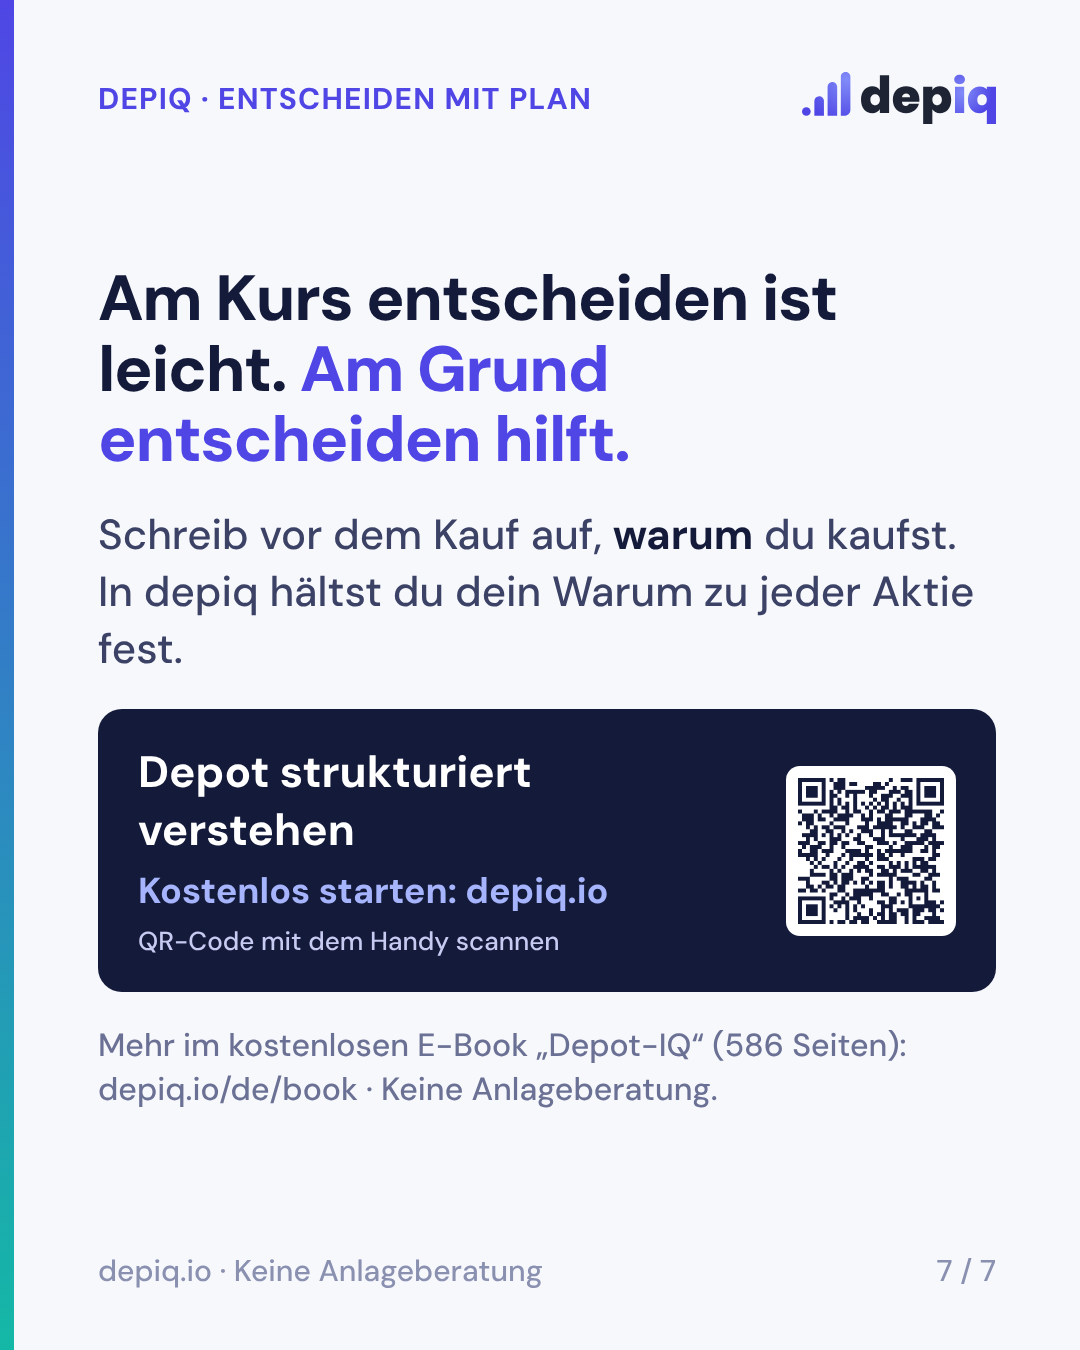 DEPIQ · ENTSCHEIDEN MIT PLAN
depiq
Am Kurs entscheiden ist
leicht. Am Grund
entscheiden hilft.
Schreib vor dem Kauf auf, warum du kaufst.
In depiq hältst du dein Warum zu jeder Aktie
fest.
Depot strukturiert
verstehen
Kostenlos starten: depiq.io
QR-Code mit dem Handy scannen
Mehr im kostenlosen E-Book „Depot-IQ“ (586 Seiten):
depiq.io/de/book · Keine Anlageberatung.
depiq.io · Keine Anlageberatung
7 / 7